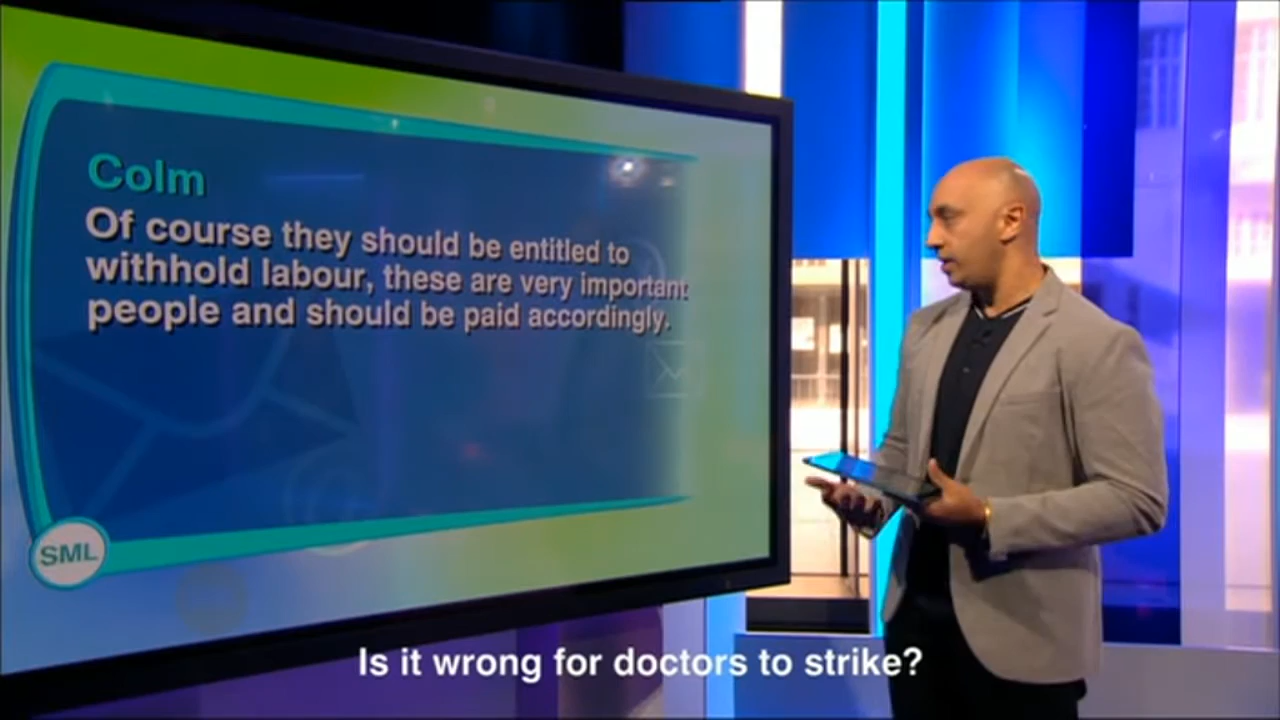 Colm
Of course they should be entitled to
withhold labour, these are very important
people and should be paid accordingly.
SML
Is it wrong for doctors to strike?